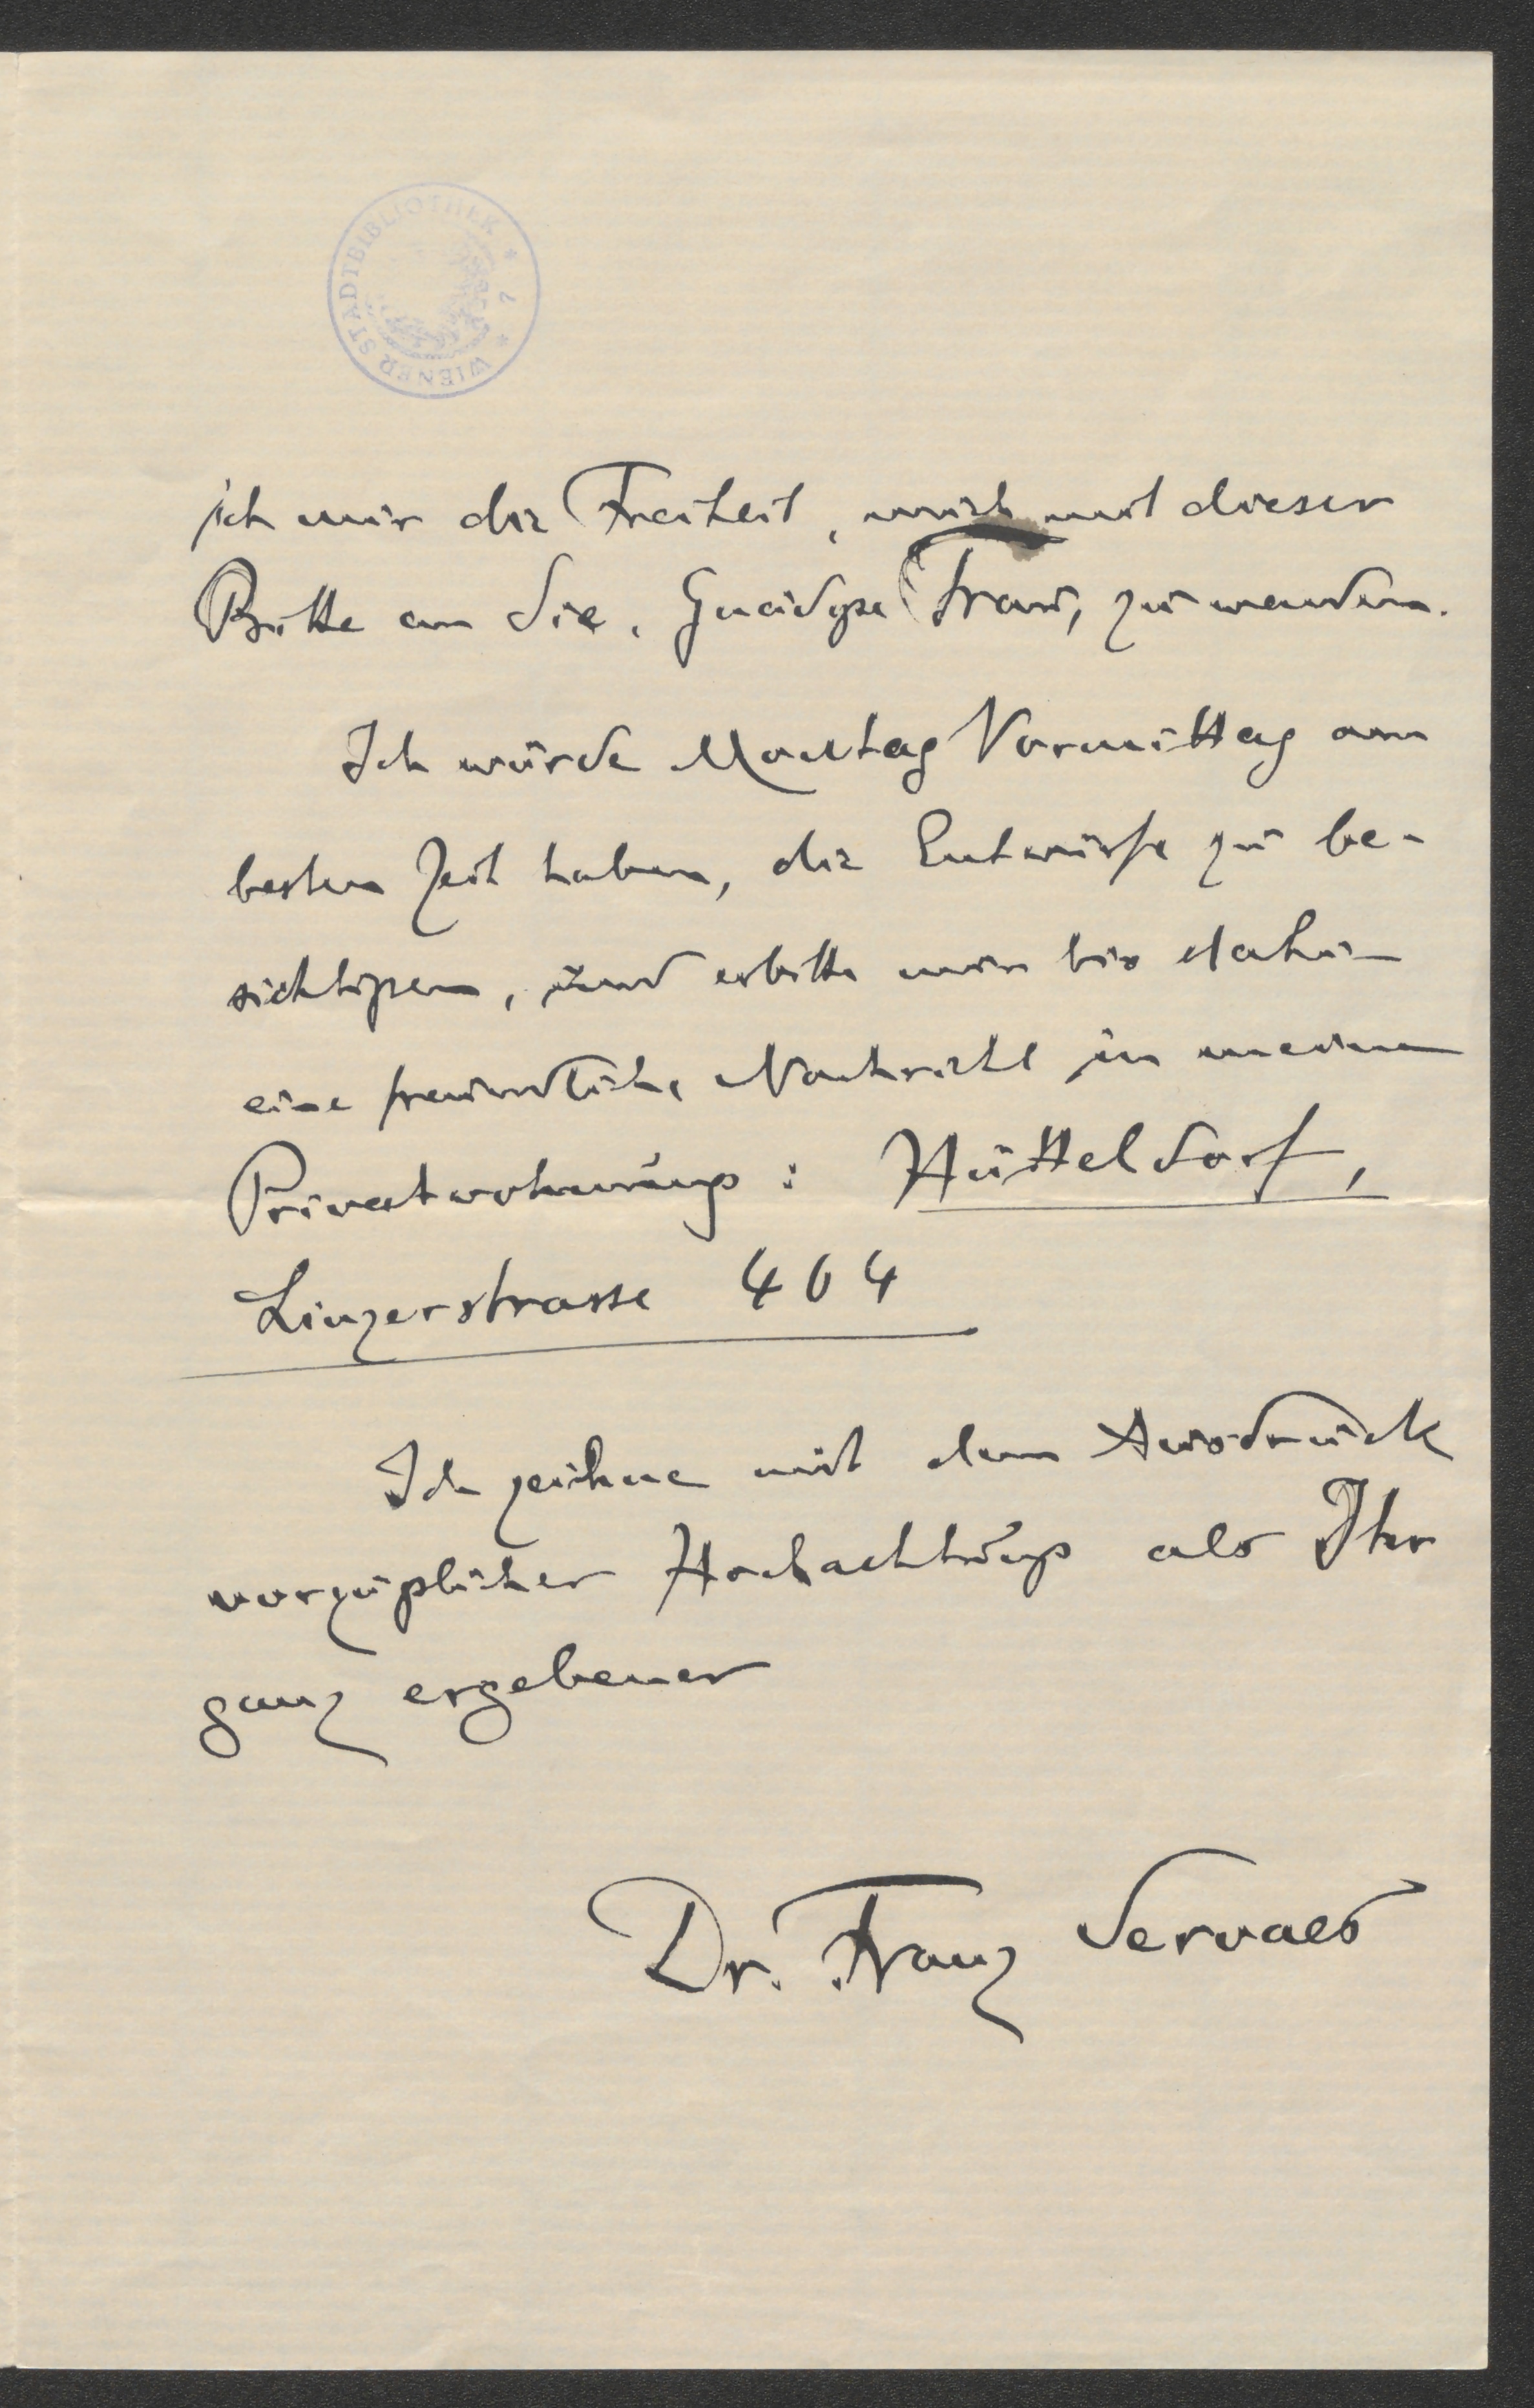 WIENER STADTBIBLIOTHEK
ich mir die Freiheit, mich mit dieser
Bitte an Sie, Gnädige Frau, zu wenden.
Ich würde Montag Vormittag am
besten Zeit haben, die Entwürfe zu be-
sichtigen, und erbitte mir bis dahin
eine freundliche Nachricht in meine
Privatwohnung: Hütteldorf,
Linzerstrasse 464
Ich zeichne mit dem Ausdruck
vorzüglicher Hochachtung als Ihr
ganz ergebener
Dr. Franz Servaes